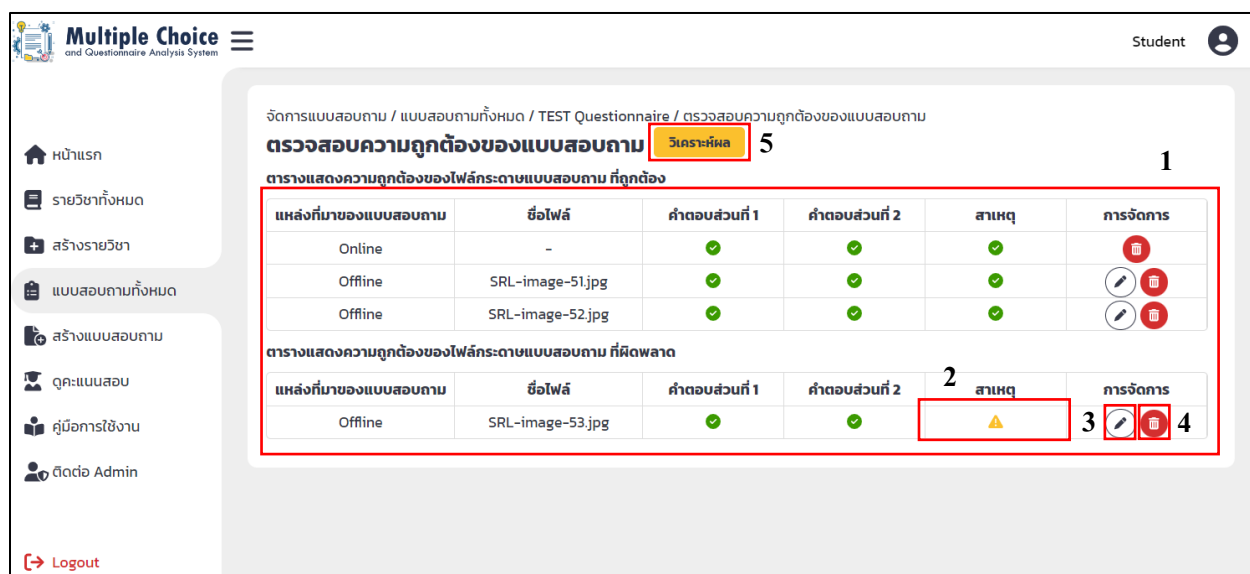 Multiple Choice
and Questionnaire Analysis System
Student
จัดการแบบสอบถาม / แบบสอบถามทั้งหมด / TEST Questionnaire / ตรวจสอบความถูกต้องของแบบสอบถาม
ตรวจสอบความถูกต้องของแบบสอบถาม วิเคราะห์ผล 5
1
ตารางแสดงความถูกต้องของไฟล์กระดาษแบบสอบถาม ที่ถูกต้อง
แหล่งที่มาของแบบสอบถาม ชื่อไฟล์ คำตอบส่วนที่ 1 คำตอบส่วนที่ 2 สาเหตุ การจัดการ
Online -
Offline SRL-image-51.jpg
Offline SRL-image-52.jpg
ตารางแสดงความถูกต้องของไฟล์กระดาษแบบสอบถาม ที่ผิดพลาด
แหล่งที่มาของแบบสอบถาม ชื่อไฟล์ คำตอบส่วนที่ 1 คำตอบส่วนที่ 2 2 สาเหตุ การจัดการ
Offline SRL-image-53.jpg 3 4
หน้าแรก
รายวิชาทั้งหมด
สร้างรายวิชา
แบบสอบถามทั้งหมด
สร้างแบบสอบถาม
ดูคะแนนสอบ
คู่มือการใช้งาน
ติดต่อ Admin
Logout